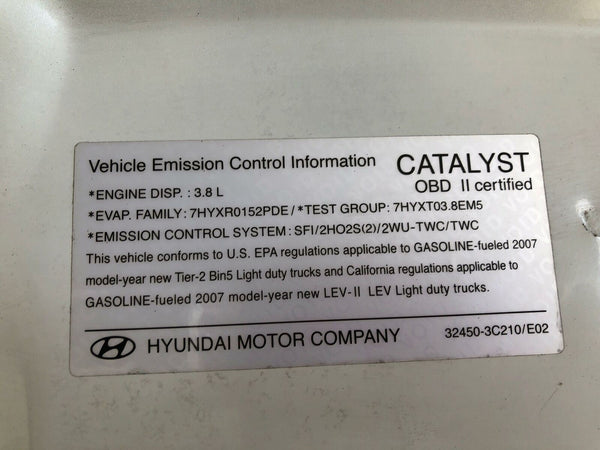 Vehicle Emission Control Information CATALYST
OBD II certified
*ENGINE DISP. : 3.8 L
*EVAP. FAMILY: 7HYXR0152PDE / *TEST GROUP: 7HYXT03.8EM5
*EMISSION CONTROL SYSTEM : SFI/2HO2S(2)/2WU-TWC/TWC
This vehicle conforms to U.S. EPA regulations applicable to GASOLINE-fueled 2007
model-year new Tier-2 Bin5 Light duty trucks and California regulations applicable to
GASOLINE-fueled 2007 model-year new LEV-II LEV Light duty trucks.
HYUNDAI MOTOR COMPANY 32450-3C210/E02